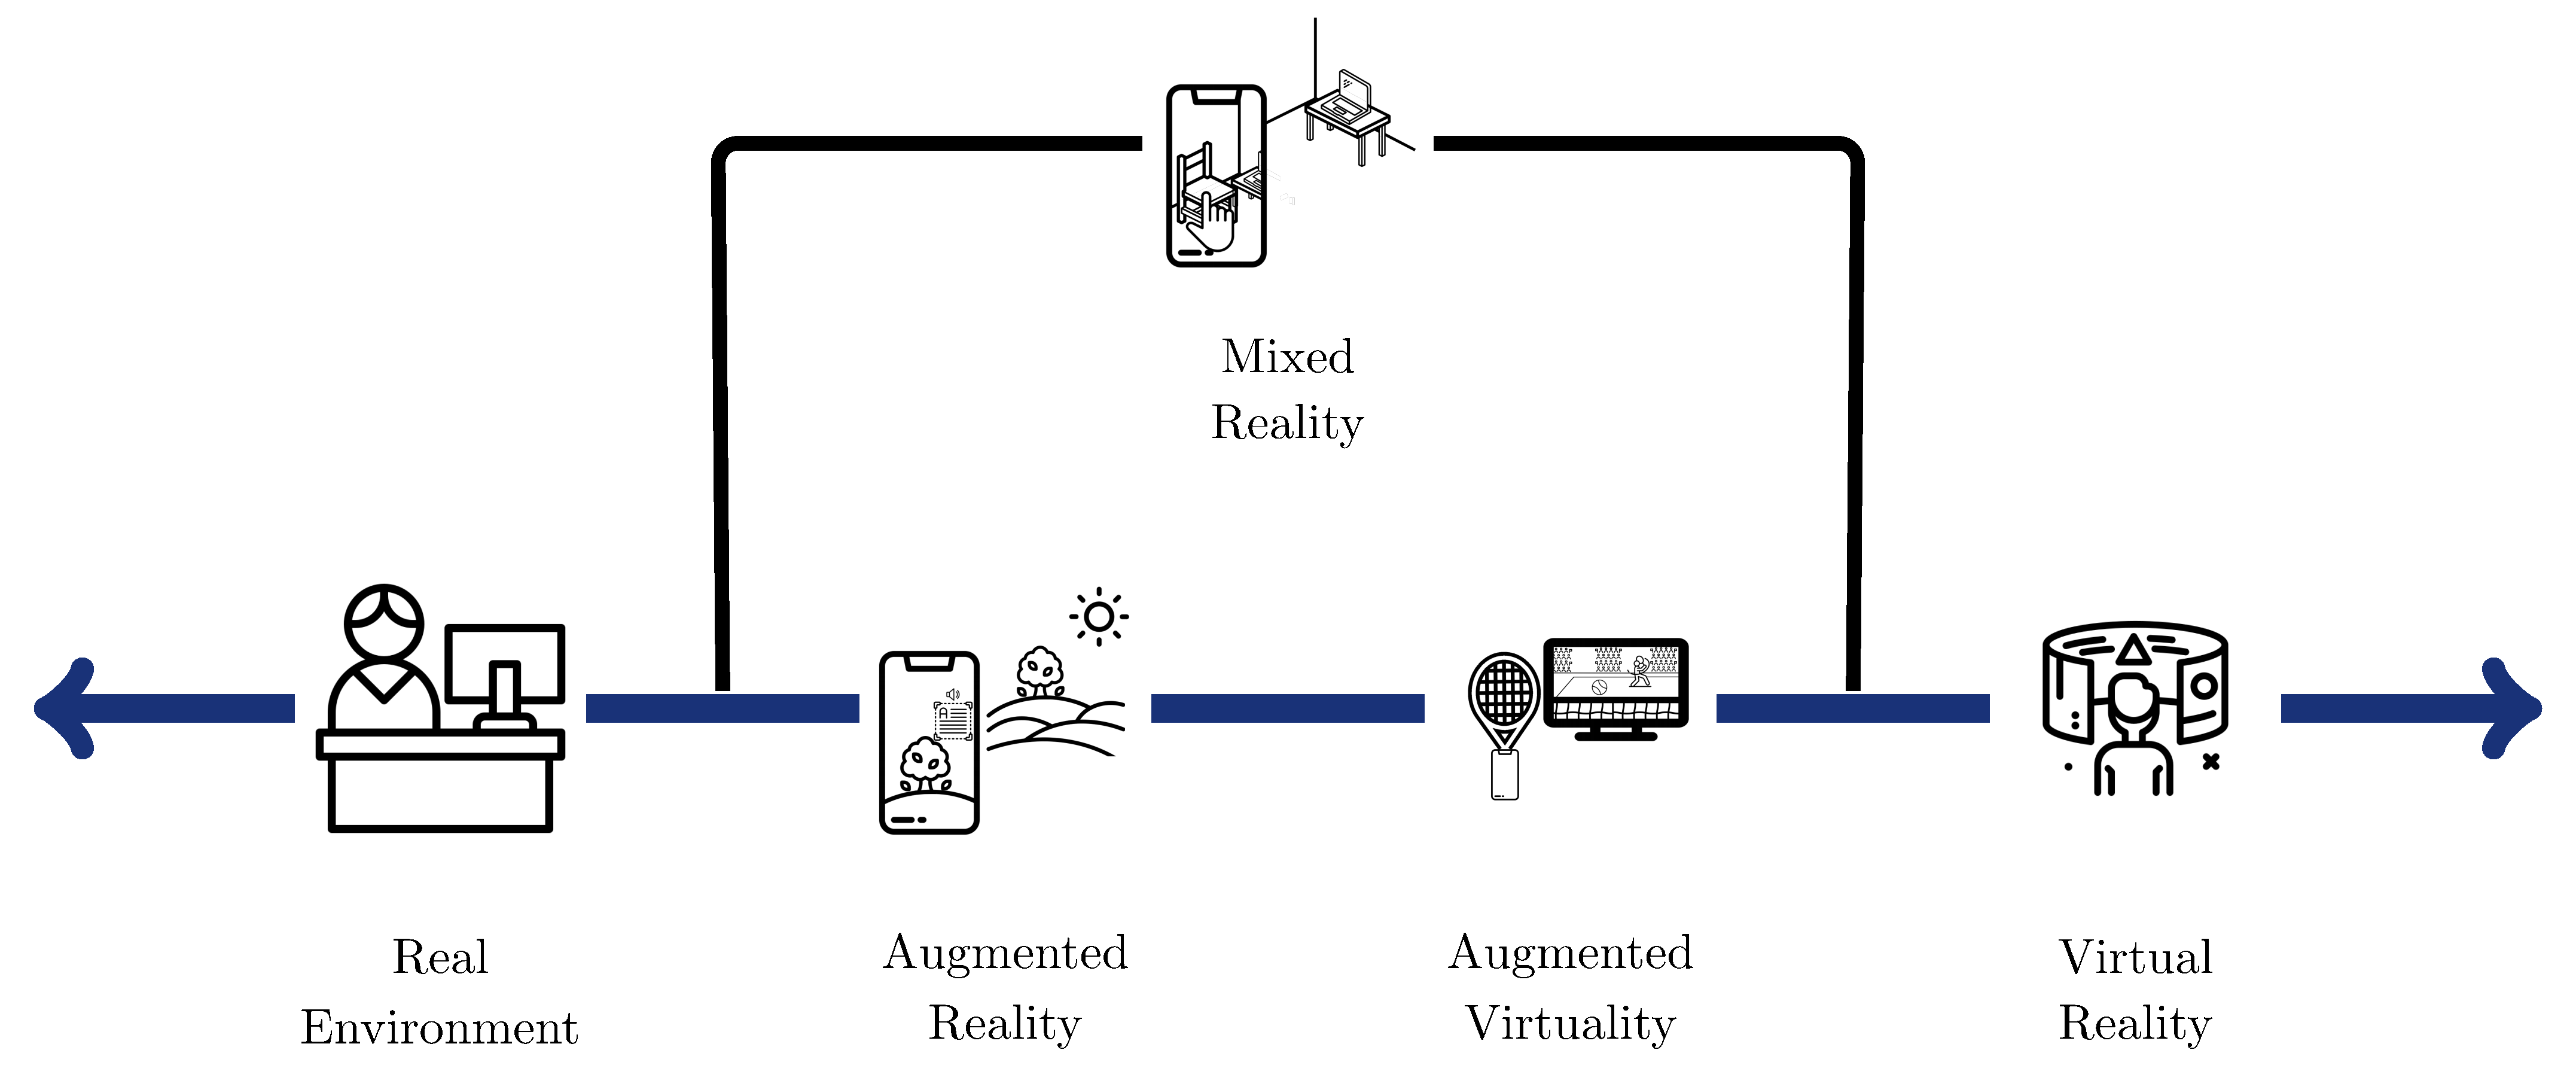 Mixed
Reality
Real
Environment
Augmented
Reality
Augmented
Virtuality
Virtual
Reality
A